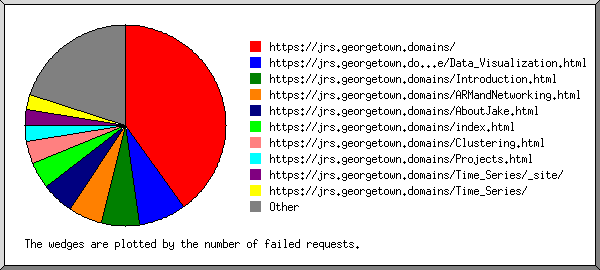 https://jrs.georgetown.domains/
https://jrs.georgetown.do...e/Data_Visualization.html
https://jrs.georgetown.domains/Introduction.html
https://jrs.georgetown.domains/ARMandNetworking.html
https://jrs.georgetown.domains/AboutJake.html
https://jrs.georgetown.domains/index.html
https://jrs.georgetown.domains/Clustering.html
https://jrs.georgetown.domains/Projects.html
https://jrs.georgetown.domains/Time_Series/_site/
https://jrs.georgetown.domains/Time_Series/
Other
The wedges are plotted by the number of failed requests.